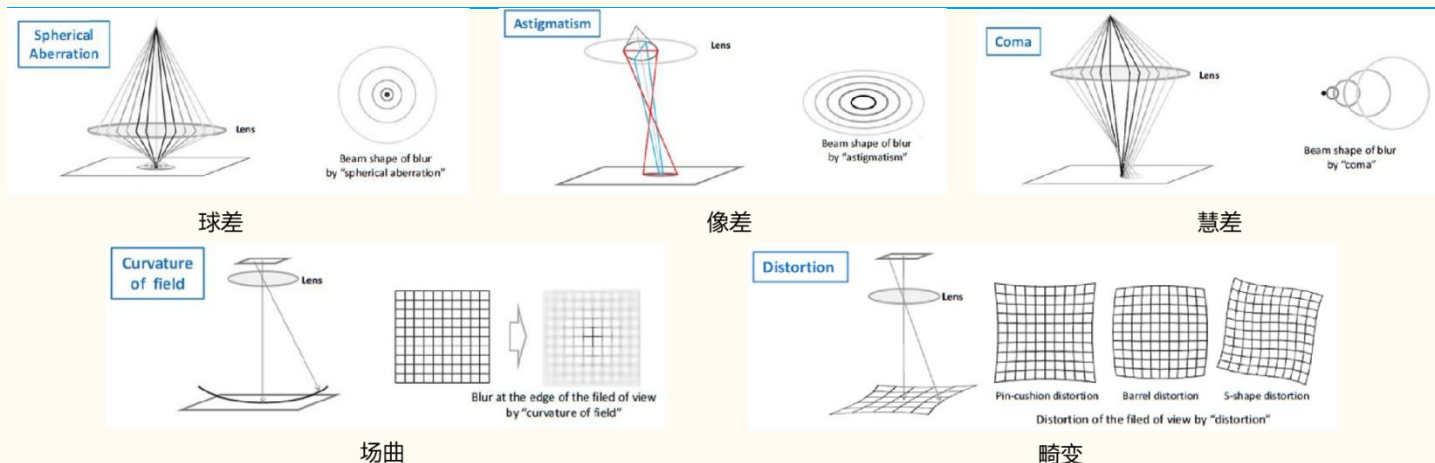 Spherical
Aberration
Lens
Beam shape of blur
by "spherical aberration"
球差
Astigmatism
Lens
Beam shape of blur
by "astigmatism"
像差
Coma
Lens
Beam shape of blur
by "coma"
慧差
Curvature
of field
Lens
Blur at the edge of the filed of view
by "curvature of field"
场曲
Distortion
Lens
Pin-cushion distortion
Barrel distortion
S-shape distortion
Distortion of the filed of view by "distortion"
畸变